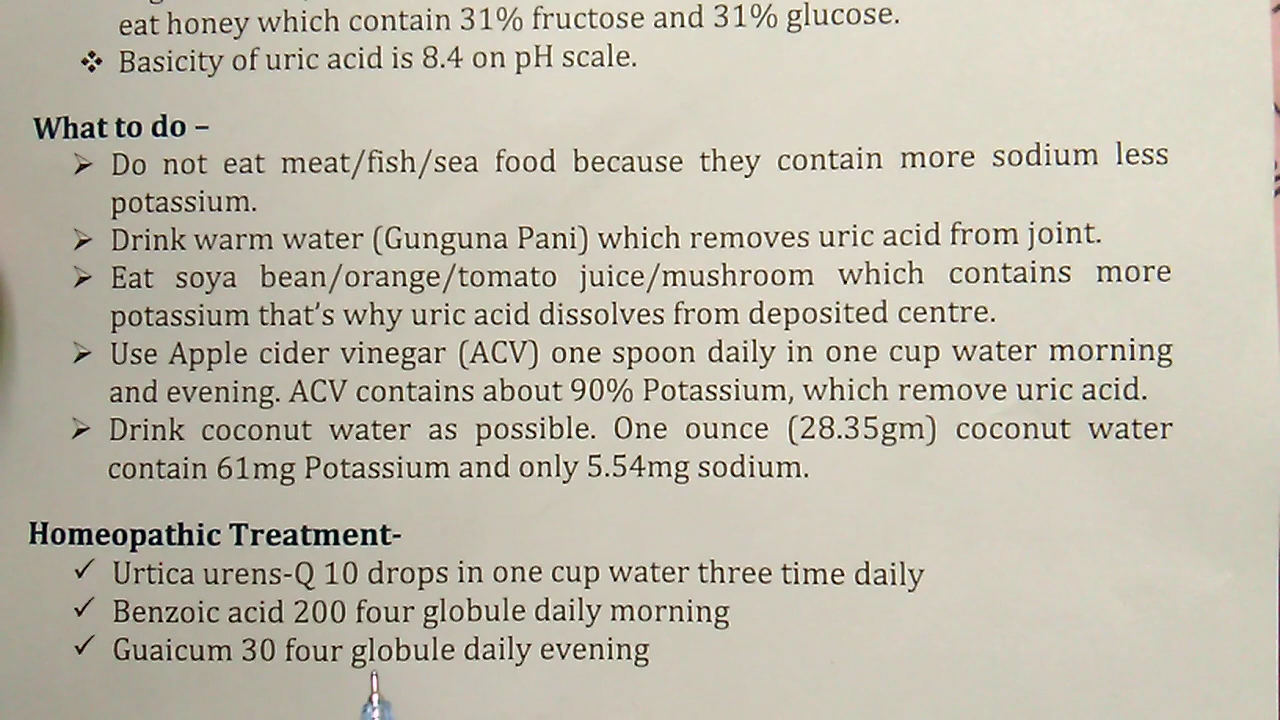 eat honey which contain 31% fructose and 31% glucose.
❖ Basicity of uric acid is 8.4 on pH scale.
What to do –
➢ Do not eat meat/fish/sea food because they contain more sodium less
potassium.
➢ Drink warm water (Gunguna Pani) which removes uric acid from joint.
➢ Eat soya bean/orange/tomato juice/mushroom which contains more
potassium that's why uric acid dissolves from deposited centre.
➢ Use Apple cider vinegar (ACV) one spoon daily in one cup water morning
and evening. ACV contains about 90% Potassium, which remove uric acid.
➢ Drink coconut water as possible. One ounce (28.35gm) coconut water
contain 61mg Potassium and only 5.54mg sodium.
Homeopathic Treatment-
✓ Urtica urens-Q 10 drops in one cup water three time daily
✓ Benzoic acid 200 four globule daily morning
✓ Guaicum 30 four globule daily evening